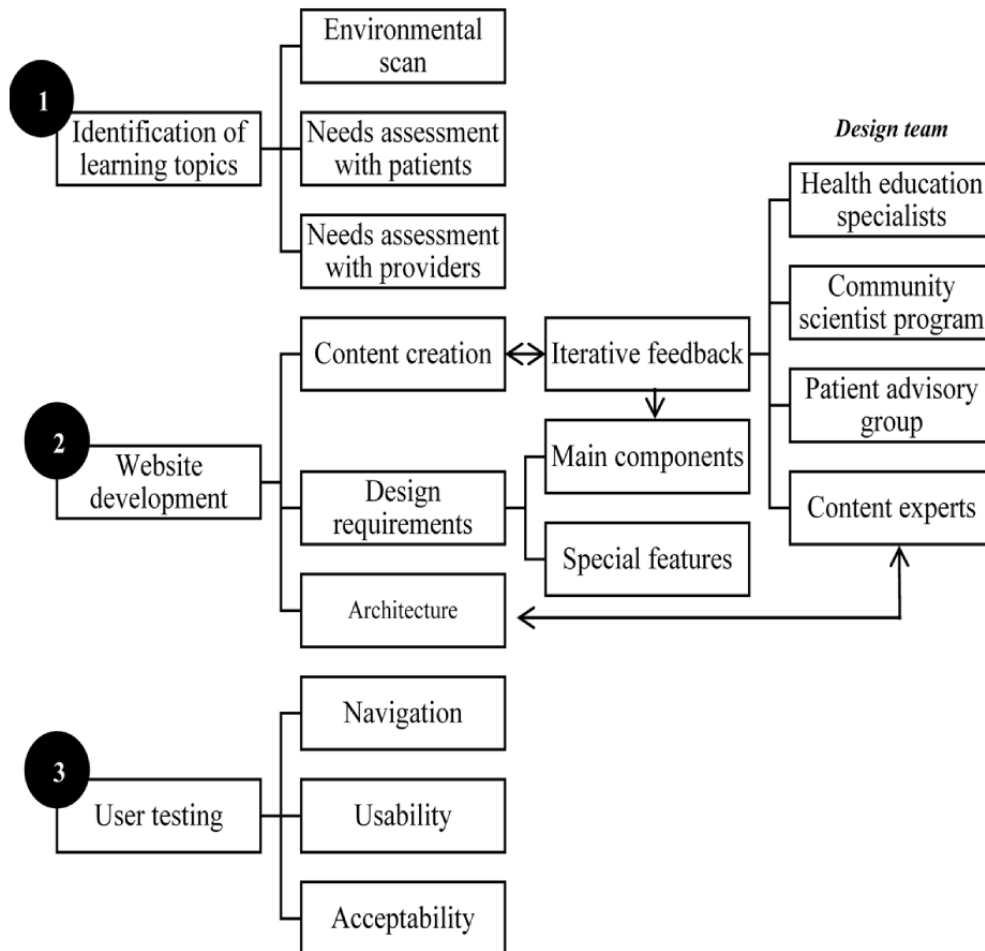 1
Identification of
learning topics
Environmental
scan
Needs assessment
with patients
Needs assessment
with providers
2
Website
development
Content creation
Iterative feedback
Design
requirements
Main components
Special features
Architecture
Design team
Health education
specialists
Community
scientist program
Patient advisory
group
Content experts
3
User testing
Navigation
Usability
Acceptability